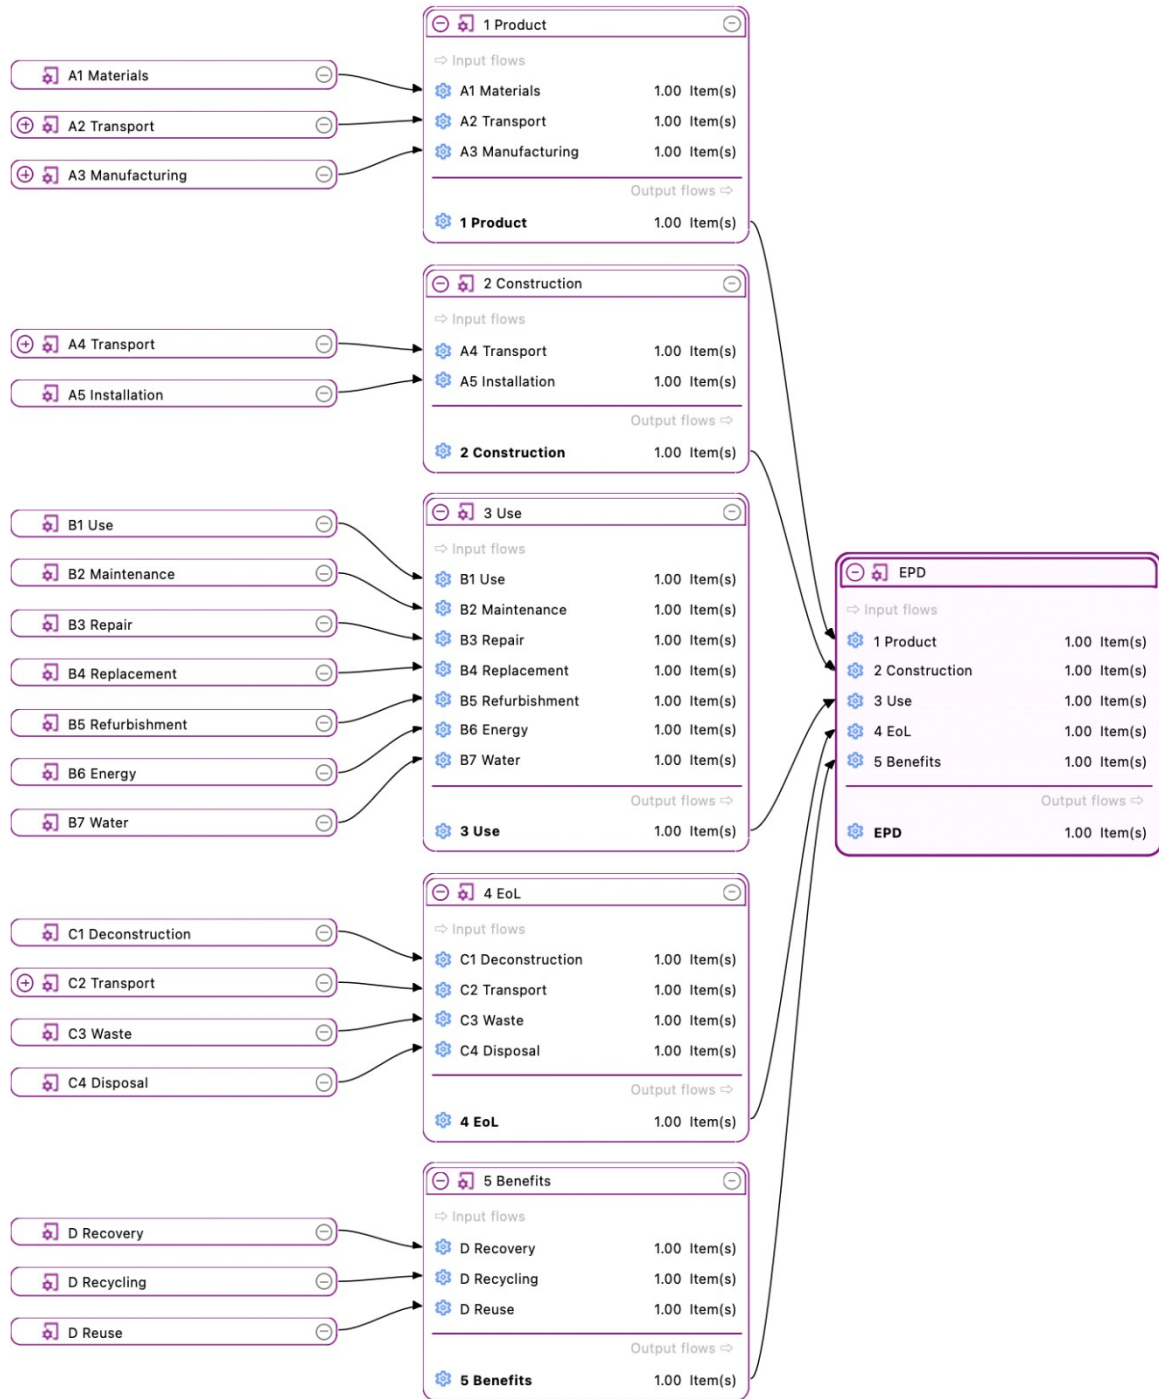 1 Product
⇨ Input flows
A1 Materials
A1 Materials 1.00 Item(s)
A2 Transport
A2 Transport 1.00 Item(s)
A3 Manufacturing
A3 Manufacturing 1.00 Item(s)
Output flows ⇨
1 Product 1.00 Item(s)
2 Construction
⇨ Input flows
A4 Transport
A4 Transport 1.00 Item(s)
A5 Installation
A5 Installation 1.00 Item(s)
Output flows ⇨
2 Construction 1.00 Item(s)
3 Use
⇨ Input flows
B1 Use
B2 Maintenance
B3 Repair
B4 Replacement
B5 Refurbishment
B6 Energy
B7 Water
B1 Use 1.00 Item(s)
B2 Maintenance 1.00 Item(s)
B3 Repair 1.00 Item(s)
B4 Replacement 1.00 Item(s)
B5 Refurbishment 1.00 Item(s)
B6 Energy 1.00 Item(s)
B7 Water 1.00 Item(s)
Output flows ⇨
3 Use 1.00 Item(s)
EPD
⇨ Input flows
1 Product 1.00 Item(s)
2 Construction 1.00 Item(s)
3 Use 1.00 Item(s)
4 EoL 1.00 Item(s)
5 Benefits 1.00 Item(s)
Output flows ⇨
EPD 1.00 Item(s)
4 EoL
⇨ Input flows
C1 Deconstruction
C2 Transport
C3 Waste
C4 Disposal
C1 Deconstruction 1.00 Item(s)
C2 Transport 1.00 Item(s)
C3 Waste 1.00 Item(s)
C4 Disposal 1.00 Item(s)
Output flows ⇨
4 EoL 1.00 Item(s)
5 Benefits
⇨ Input flows
D Recovery
D Recycling
D Reuse
D Recovery 1.00 Item(s)
D Recycling 1.00 Item(s)
D Reuse 1.00 Item(s)
Output flows ⇨
5 Benefits 1.00 Item(s)